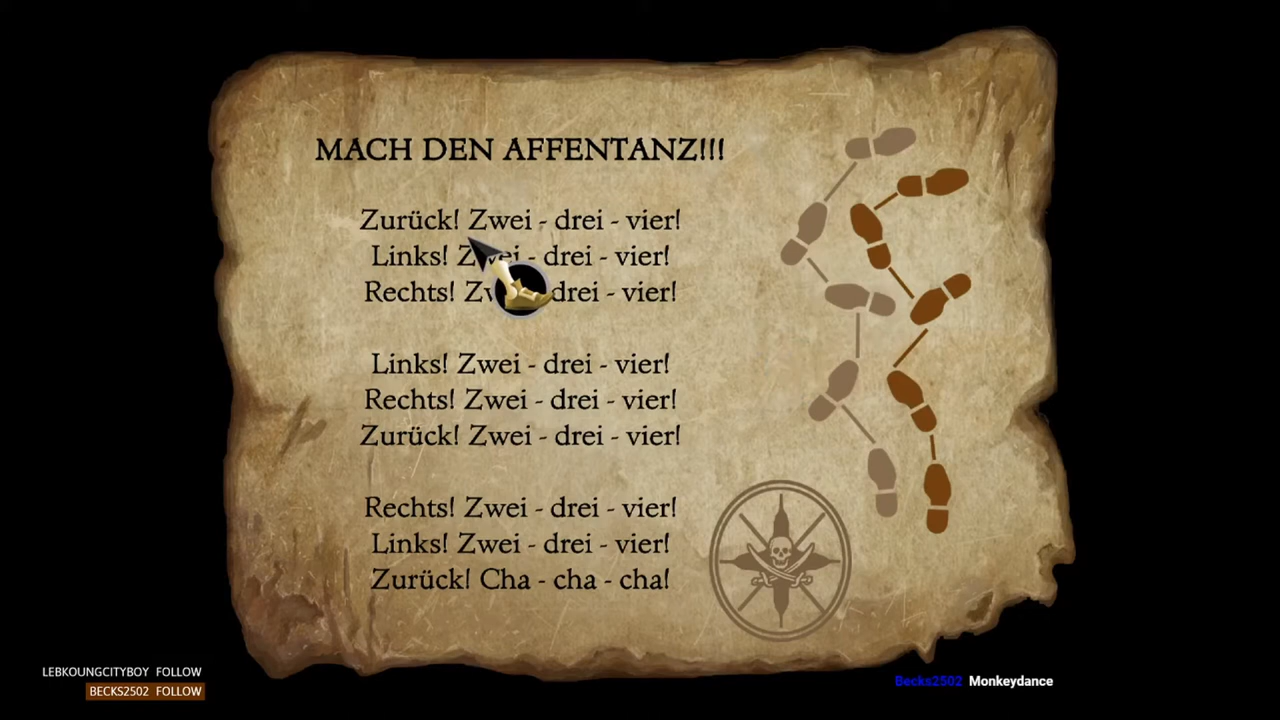 MACH DEN AFFENTANZ!!!
Zurück! Zwei - drei - vier!
Links! Zwei - drei - vier!
Rechts! Zwei - drei - vier!
Links! Zwei - drei - vier!
Rechts! Zwei - drei - vier!
Zurück! Zwei - drei - vier!
Rechts! Zwei - drei - vier!
Links! Zwei - drei - vier!
Zurück! Cha - cha - cha!
LEBKOUNGCITYBOY FOLLOW
BECKS2502 FOLLOW
Becks2502 Monkeydance